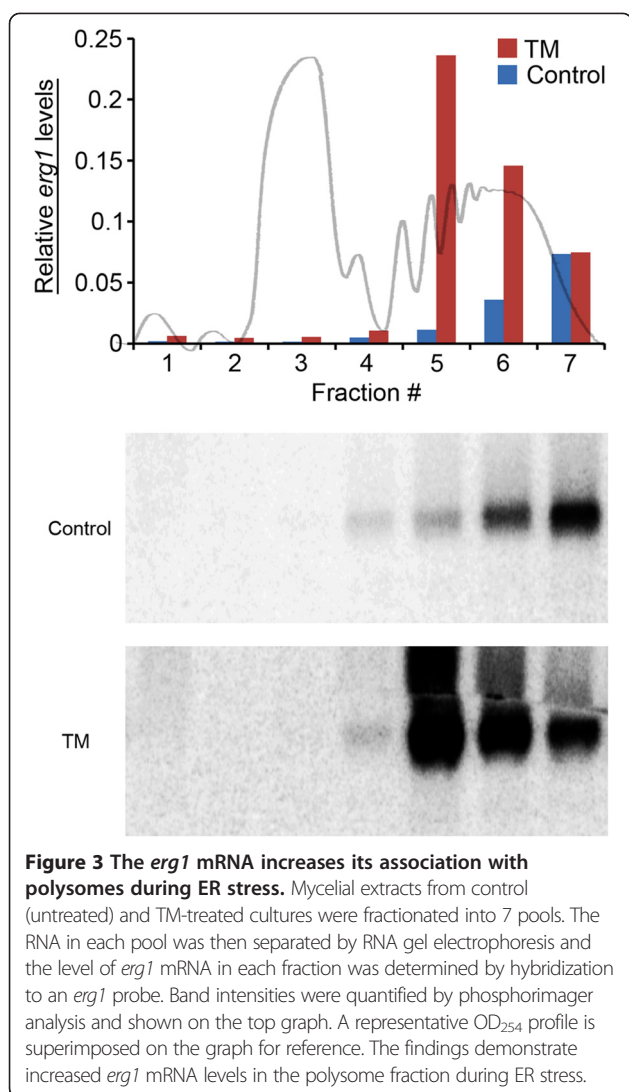 0.25
0.2
0.15
0.1
0.05
0
Relative erg1 levels
TM
Control
1 2 3 4 5 6 7
Fraction #
Control
TM
Figure 3 The erg1 mRNA increases its association with
polysomes during ER stress. Mycelial extracts from control
(untreated) and TM-treated cultures were fractionated into 7 pools. The
RNA in each pool was then separated by RNA gel electrophoresis and
the level of erg1 mRNA in each fraction was determined by hybridization
to an erg1 probe. Band intensities were quantified by phosphorimager
analysis and shown on the top graph. A representative OD254 profile is
superimposed on the graph for reference. The findings demonstrate
increased erg1 mRNA levels in the polysome fraction during ER stress.